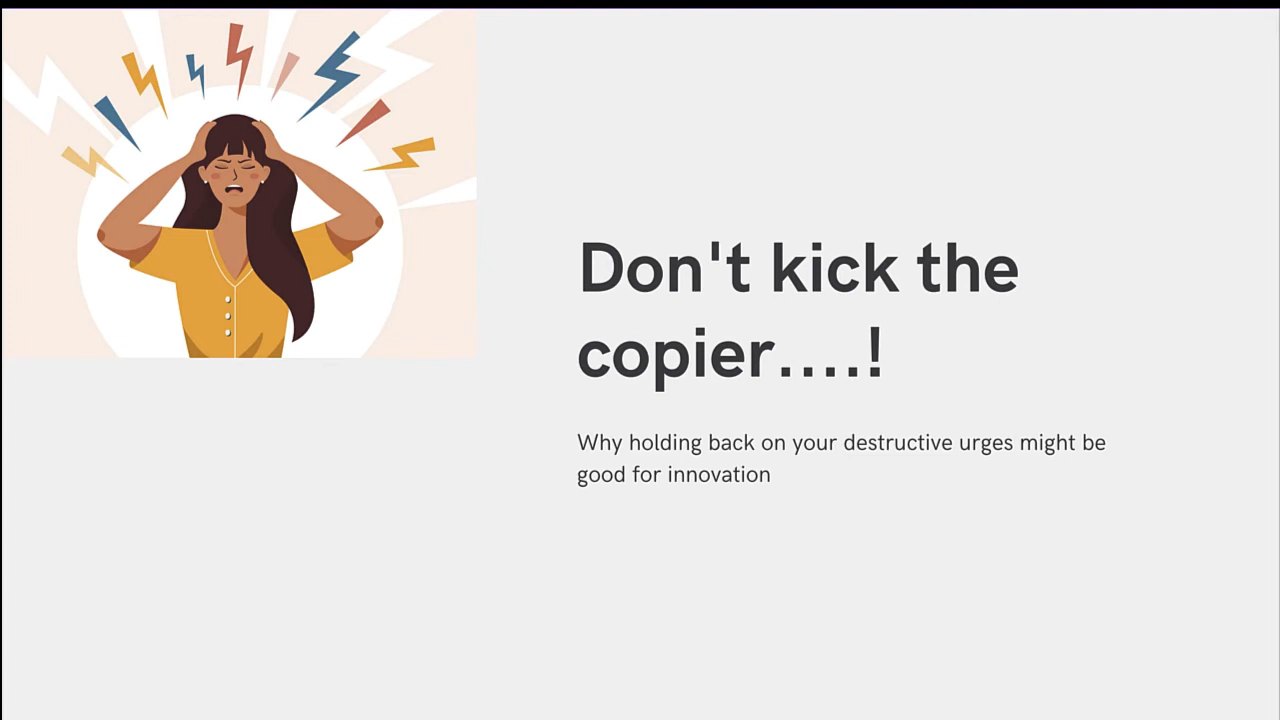 Don't kick the
copier....!
Why holding back on your destructive urges might be
good for innovation